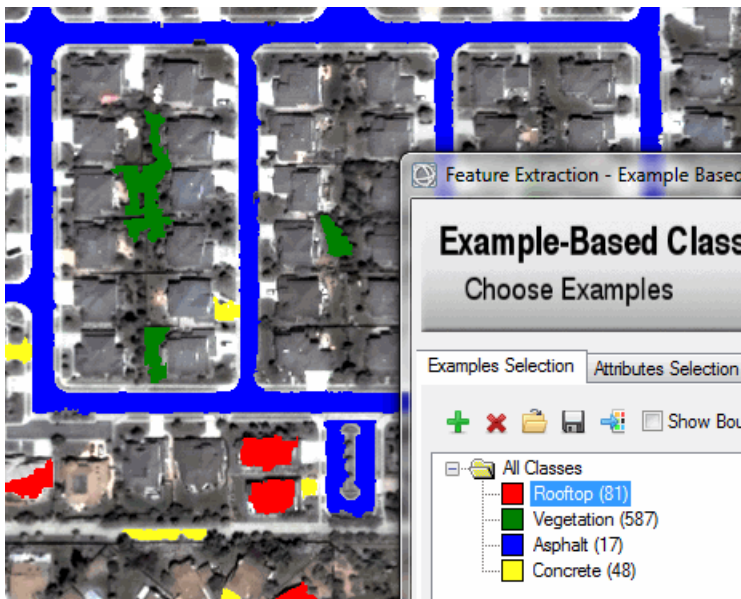 Feature Extraction - Example Based
Example-Based Class
Choose Examples
Examples Selection
Attributes Selection
Show Bou
All Classes
Rooftop (81)
Vegetation (587)
Asphalt (17)
Concrete (48)